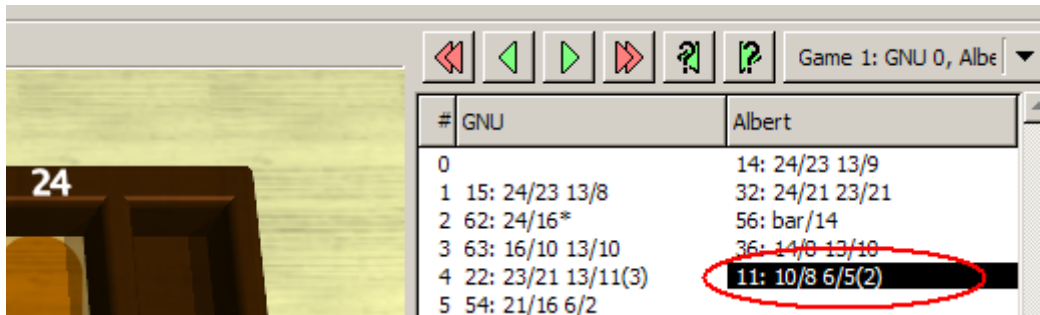 Game 1: GNU 0, Albe
# GNU Albert
0 14: 24/23 13/9
1 15: 24/23 13/8 32: 24/21 23/21
2 62: 24/16* 56: bar/14
3 63: 16/10 13/10 36: 14/8 13/10
4 22: 23/21 13/11(3) 11: 10/8 6/5(2)
5 54: 21/16 6/2
24